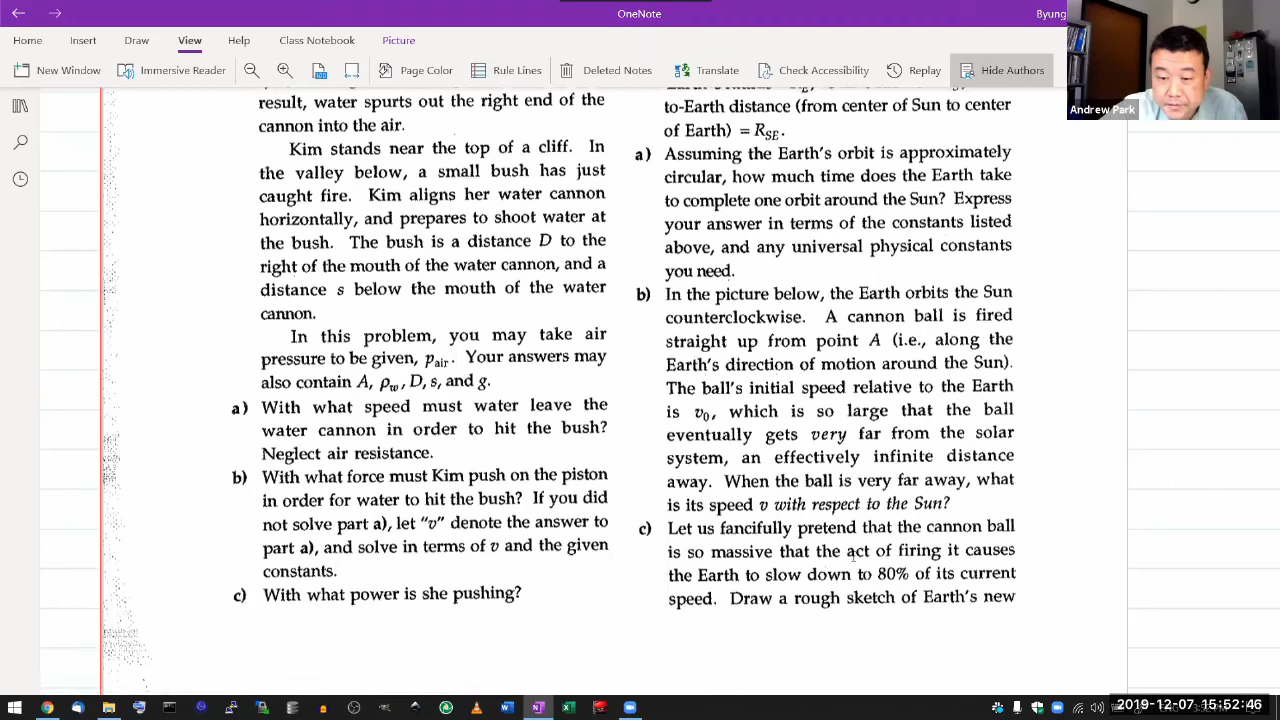 OneNote
Byung
Home Insert Draw View Help Class Notebook Picture
New Window Immersive Reader Page Color Rule Lines Deleted Notes Translate Check Accessibility Replay Hide Authors
Andrew Park
result, water spurts out the right end of the
cannon into the air.
Kim stands near the top of a cliff. In
the valley below, a small bush has just
caught fire. Kim aligns her water cannon
horizontally, and prepares to shoot water at
the bush. The bush is a distance D to the
right of the mouth of the water cannon, and a
distance s below the mouth of the water
cannon.
In this problem, you may take air
pressure to be given, pair. Your answers may
also contain A, ρw, D, s, and g.
a) With what speed must water leave the
water cannon in order to hit the bush?
Neglect air resistance.
b) With what force must Kim push on the piston
in order for water to hit the bush? If you did
not solve part a), let "v" denote the answer to
part a), and solve in terms of v and the given
constants.
c) With what power is she pushing?
to-Earth distance (from center of Sun to center
of Earth) = RSE.
a) Assuming the Earth's orbit is approximately
circular, how much time does the Earth take
to complete one orbit around the Sun? Express
your answer in terms of the constants listed
above, and any universal physical constants
you need.
b) In the picture below, the Earth orbits the Sun
counterclockwise. A cannon ball is fired
straight up from point A (i.e., along the
Earth's direction of motion around the Sun).
The ball's initial speed relative to the Earth
is v0, which is so large that the ball
eventually gets very far from the solar
system, an effectively infinite distance
away. When the ball is very far away, what
is its speed v with respect to the Sun?
c) Let us fancifully pretend that the cannon ball
is so massive that the act of firing it causes
the Earth to slow down to 80% of its current
speed. Draw a rough sketch of Earth's new
2019-12-07 15:52:46